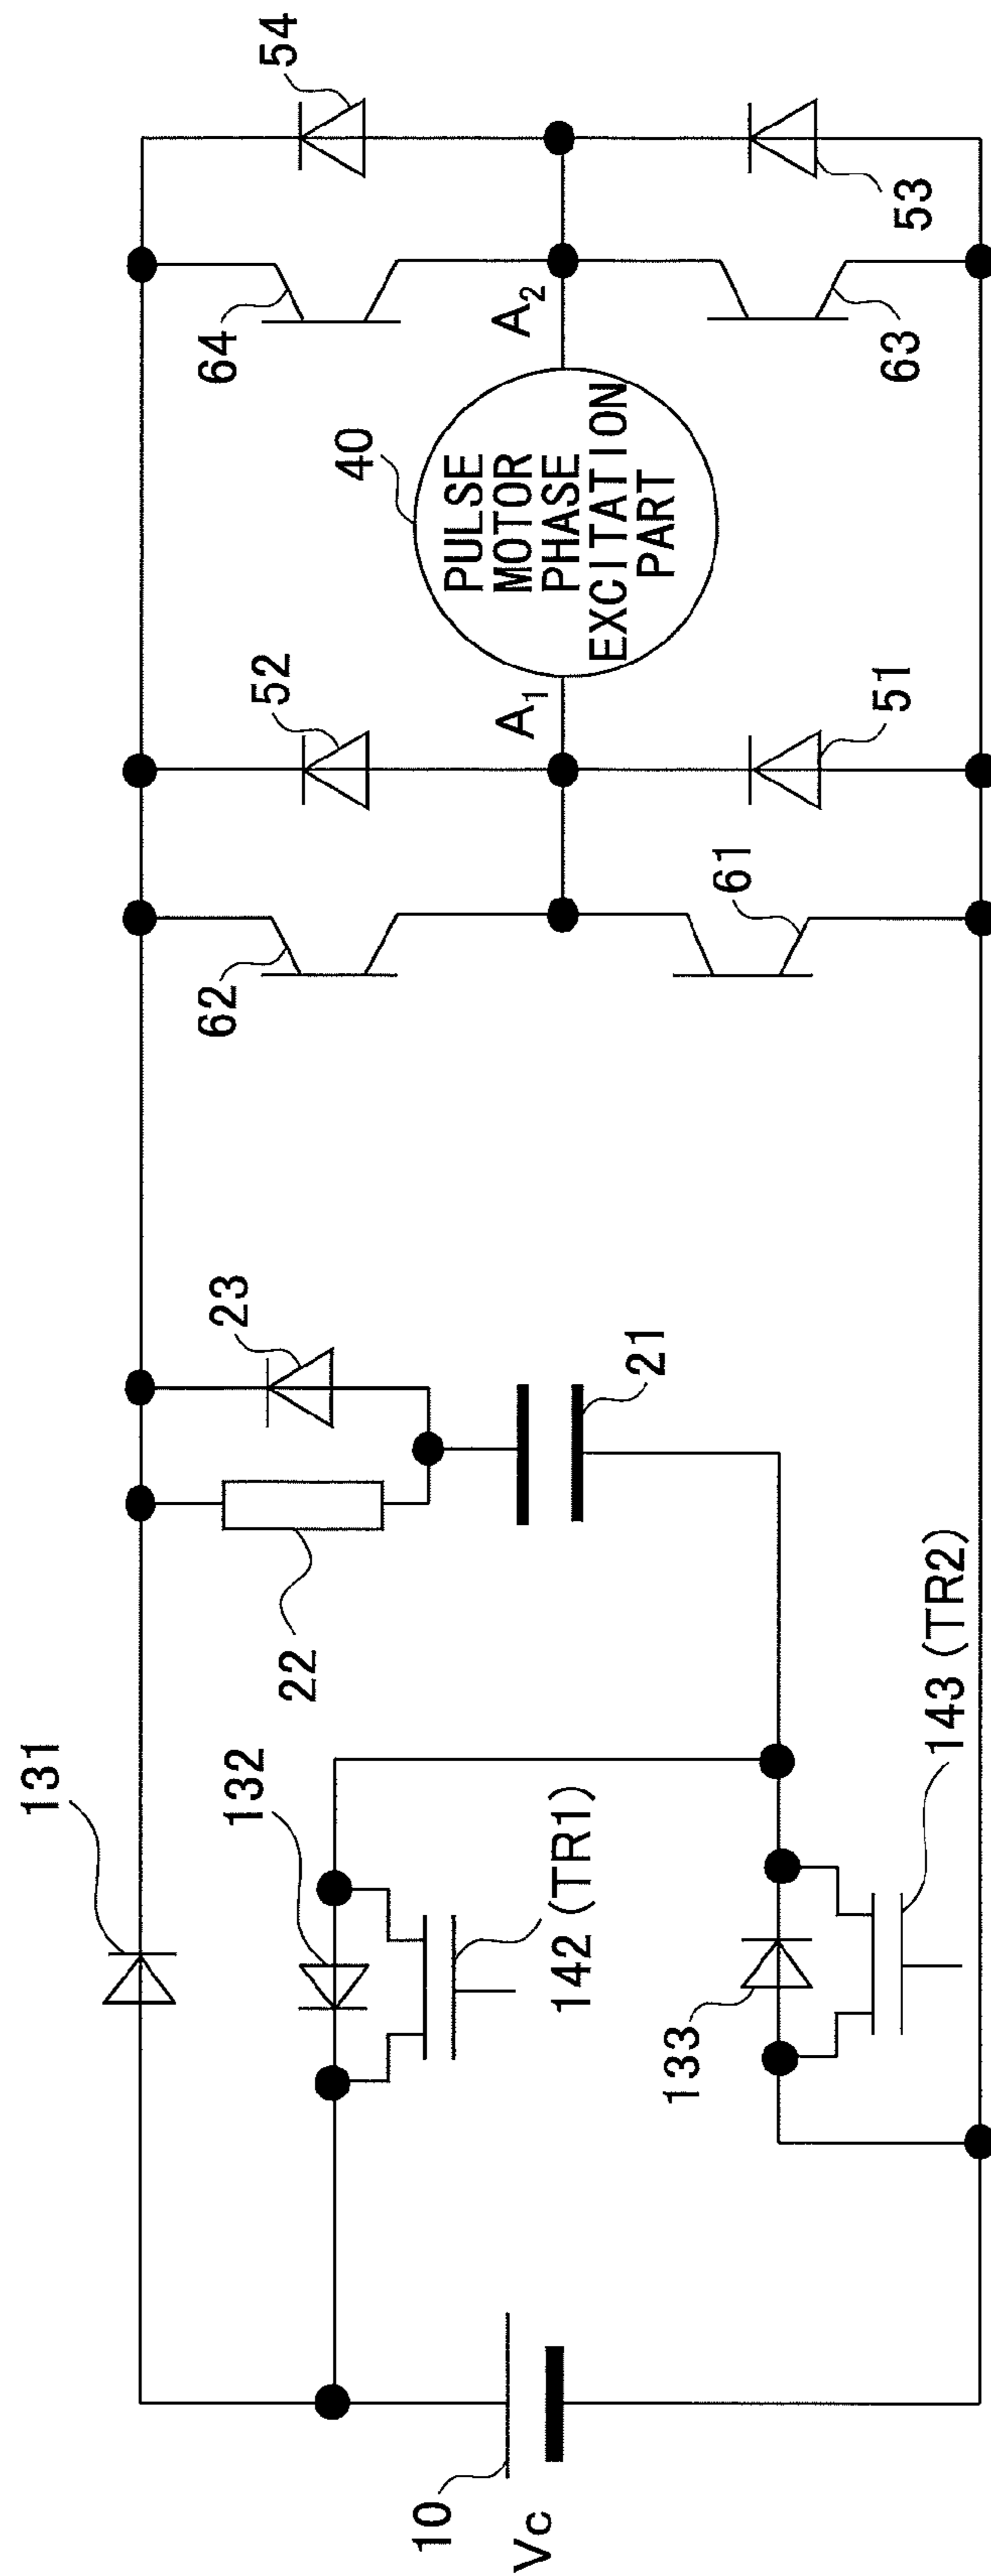 131
132
142 (TR1)
10
Vc
133
143 (TR2)
22
23
21
62
52
61
51
A1
40
PULSE
MOTOR
PHASE
EXCITATION
PART
A2
64
54
63
53